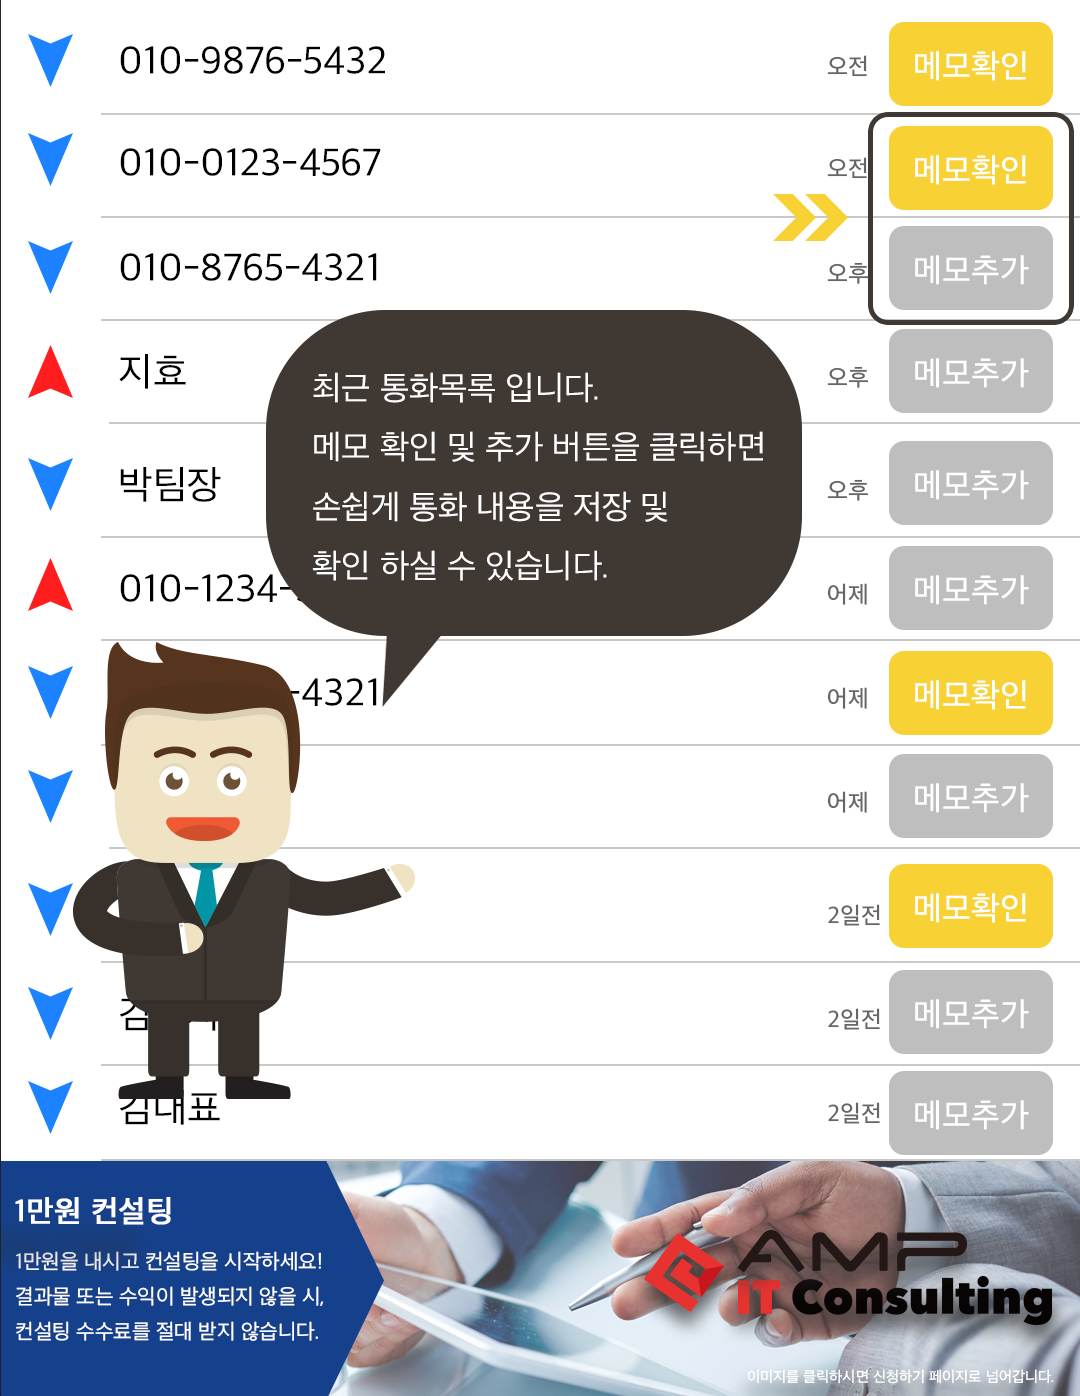 010-9876-5432 오전 메모확인
010-0123-4567 오전 메모확인
010-8765-4321 오후 메모추가
지효 오후 메모추가
최근 통화목록 입니다.
메모 확인 및 추가 버튼을 클릭하면
손쉽게 통화 내용을 저장 및
확인 하실 수 있습니다.
박팀장 오후 메모추가
010-1234- 어제 메모추가
-4321 어제 메모확인
어제 메모추가
2일전 메모확인
2일전 메모추가
김대표 2일전 메모추가
1만원 컨설팅
1만원을 내시고 컨설팅을 시작하세요!
결과물 또는 수익이 발생되지 않을 시,
컨설팅 수수료를 절대 받지 않습니다.
AMP
IT Consulting
이미지를 클릭하시면 신청하기 페이지로 넘어갑니다.